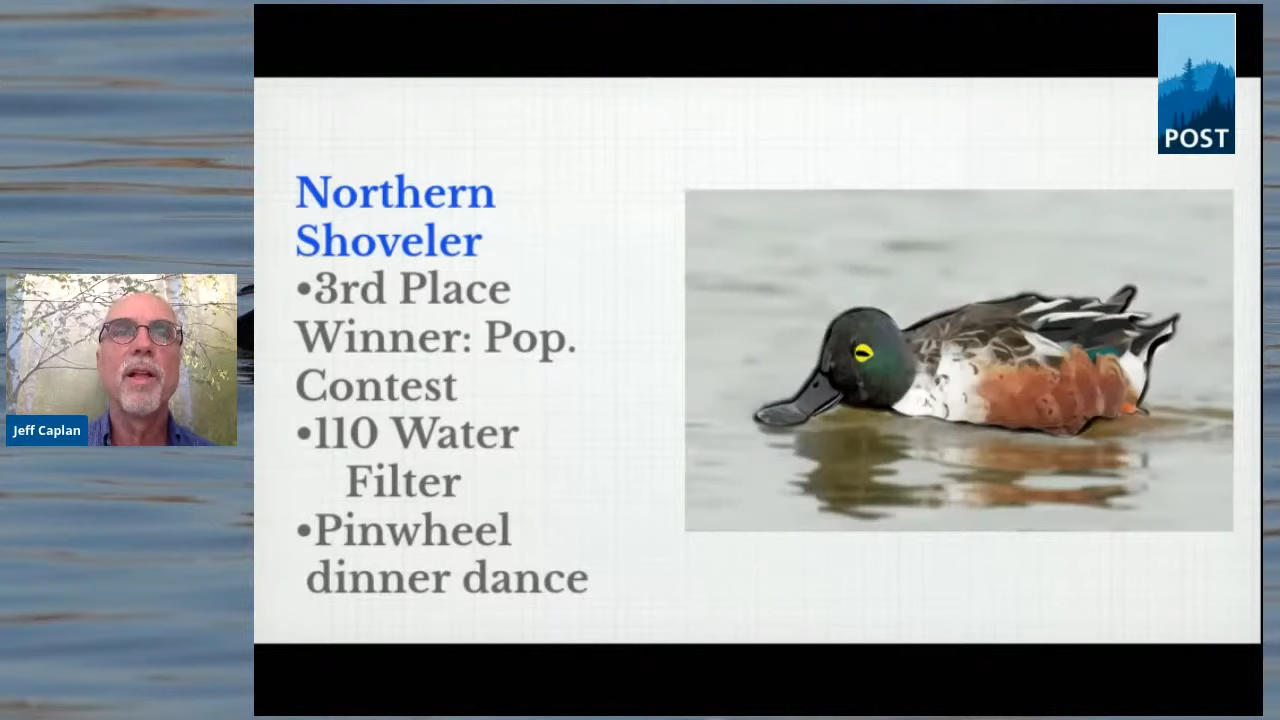 POST
Northern
Shoveler
•3rd Place
Winner: Pop.
Contest
•110 Water
Filter
•Pinwheel
dinner dance
Jeff Caplan